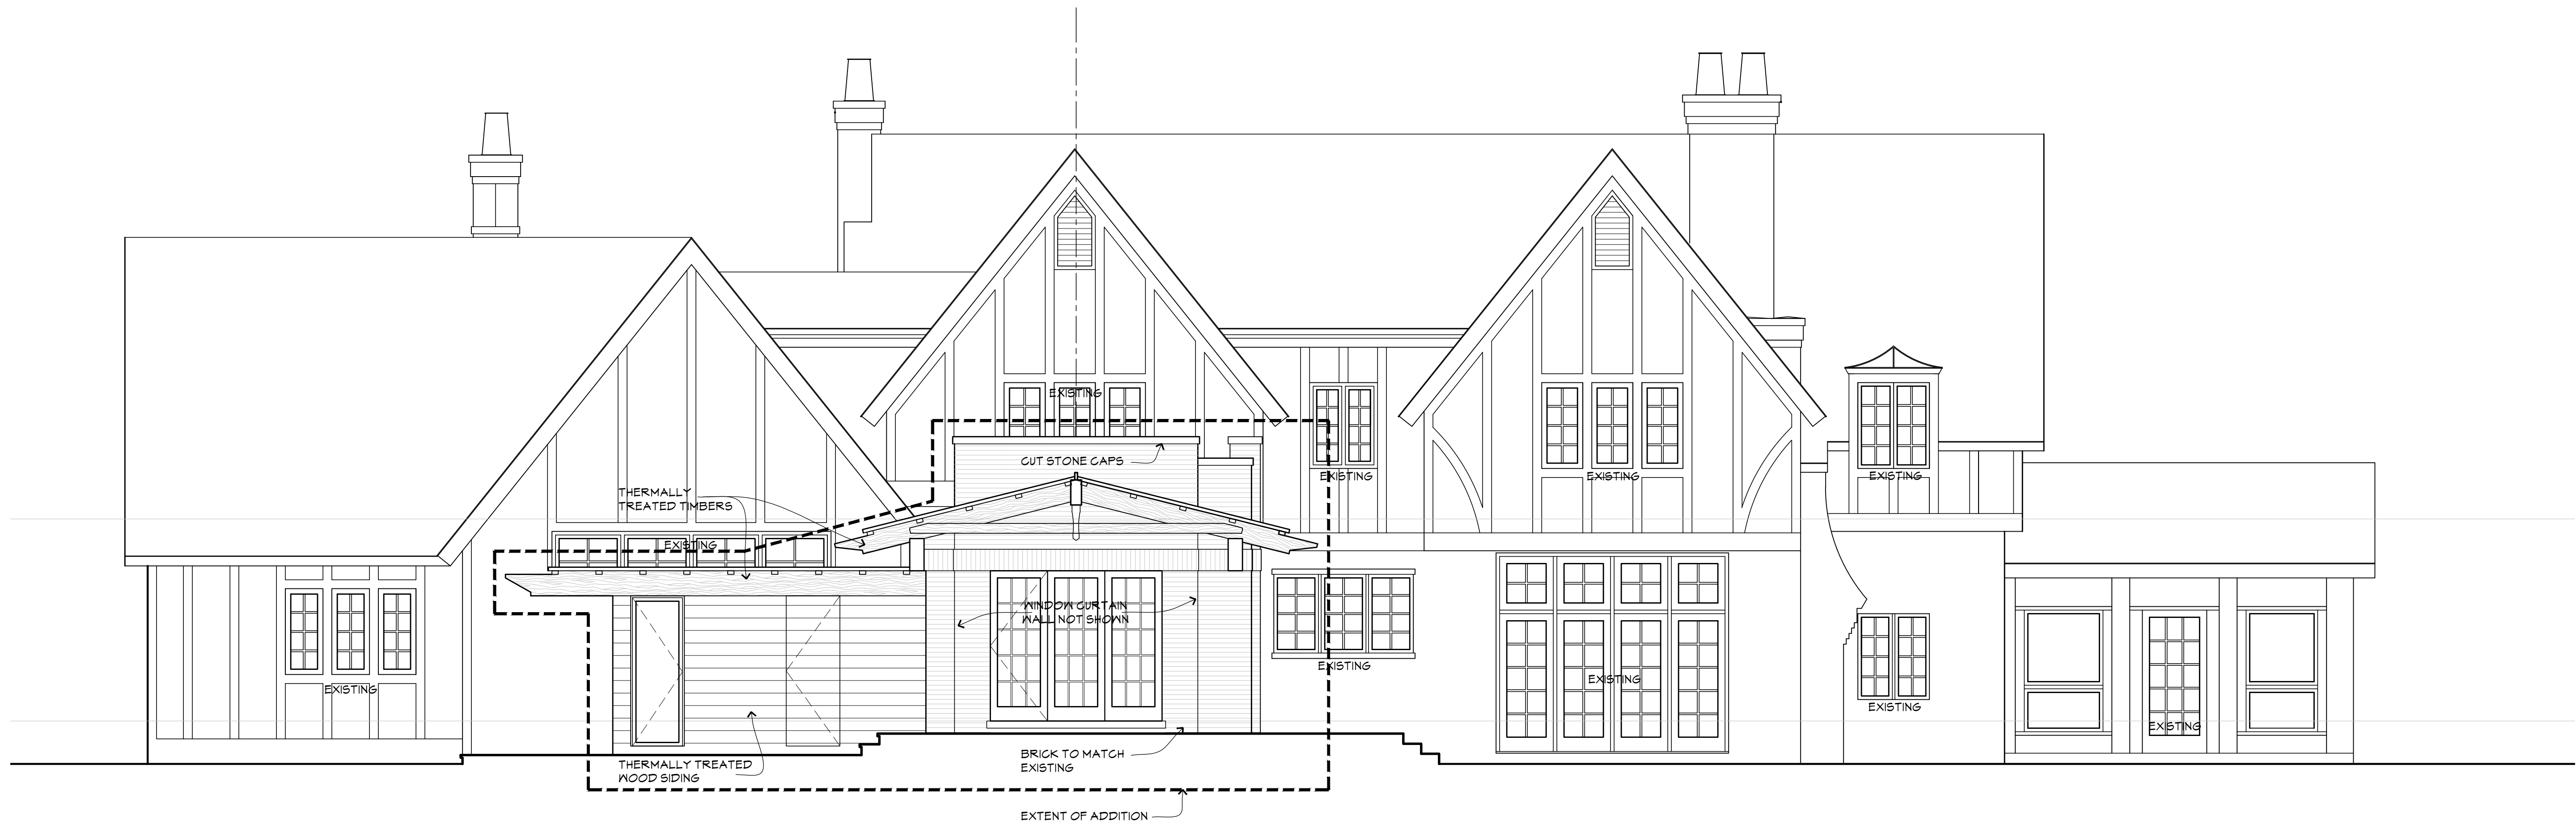 EXISTING
CUT STONE CAPS
EXISTING
EXISTING
EXISTING
THERMALLY
TREATED TIMBERS
EXISTING
WINDOW CURTAIN
WALL NOT SHOWN
EXISTING
EXISTING
EXISTING
EXISTING
EXISTING
BRICK TO MATCH
EXISTING
THERMALLY TREATED
WOOD SIDING
EXTENT OF ADDITION